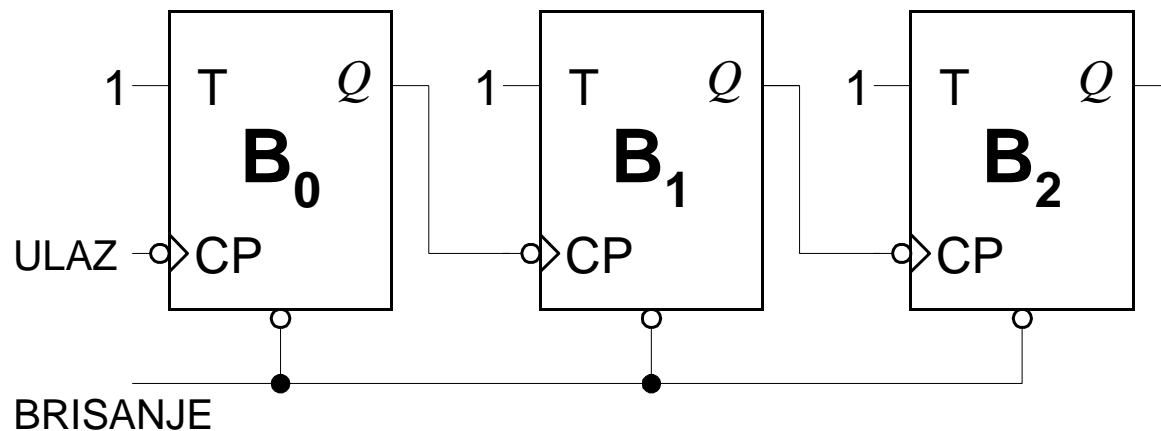 1 T Q 1 T Q 1 T Q
B0 B1 B2
ULAZ CP CP CP
BRISANJE